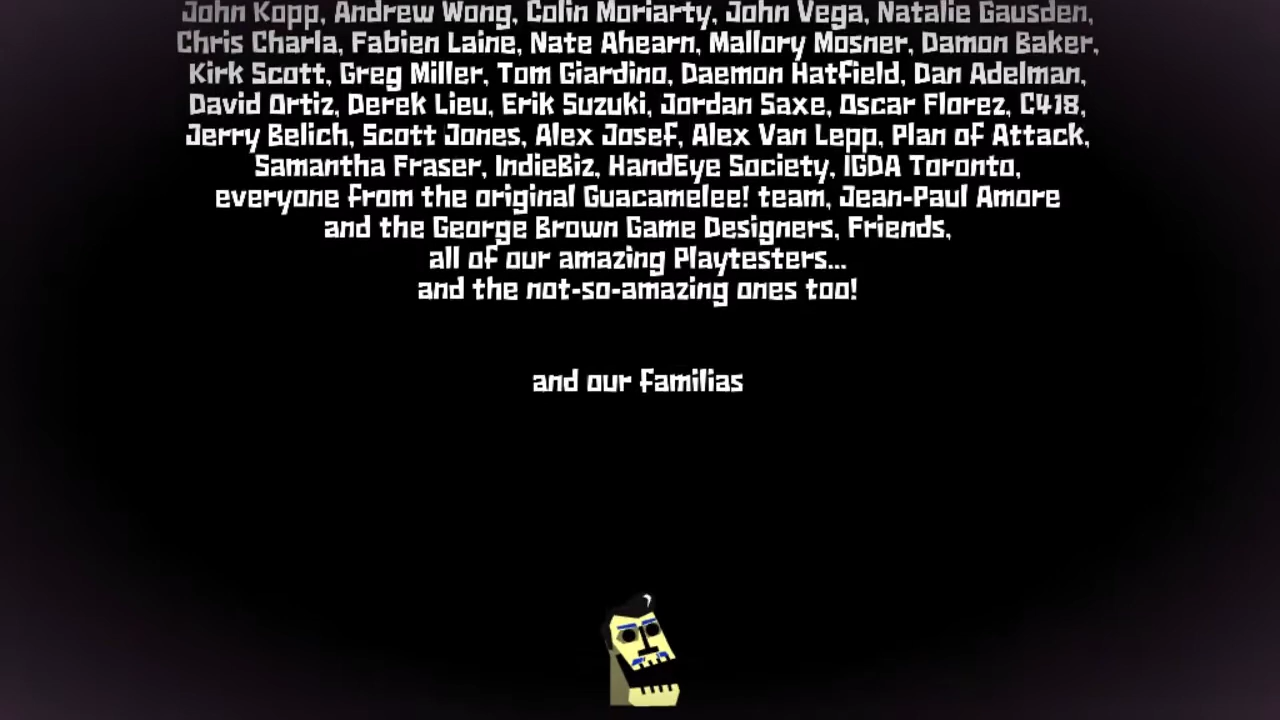 John Kopp, Andrew Wong, Colin Moriarty, John Vega, Natalie Gausden,
Chris Charla, Fabien Laine, Nate Ahearn, Mallory Mosner, Damon Baker,
Kirk Scott, Greg Miller, Tom Giardino, Daemon Hatfield, Dan Adelman,
David Ortiz, Derek Lieu, Erik Suzuki, Jordan Saxe, Oscar Florez, C418,
Jerry Belich, Scott Jones, Alex Josef, Alex Van Lepp, Plan of Attack,
Samantha Fraser, IndieBiz, HandEye Society, IGDA Toronto,
everyone from the original Guacamelee! team, Jean-Paul Amore
and the George Brown Game Designers, Friends,
all of our amazing Playtesters...
and the not-so-amazing ones too!
and our Familias